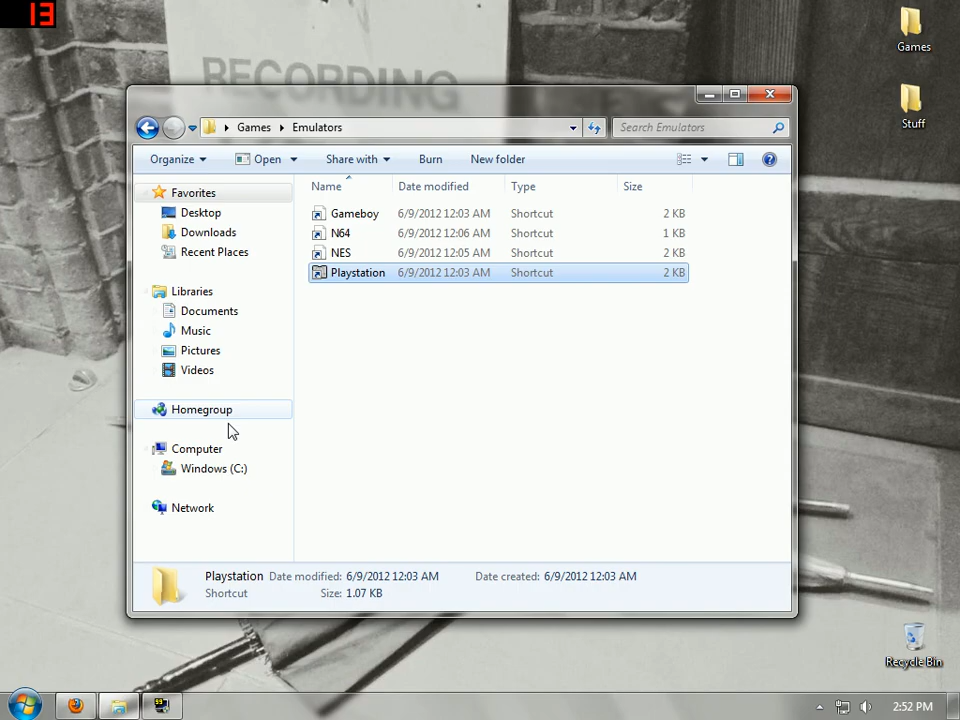 13
Games
Stuff
RECORDING
Games
Emulators
Search Emulators
Organize
Open
Share with
Burn
New folder
Name
Date modified
Type
Size
Favorites
Desktop
Downloads
Recent Places
Libraries
Documents
Music
Pictures
Videos
Homegroup
Computer
Windows (C:)
Network
Gameboy 6/9/2012 12:03 AM Shortcut 2 KB
N64 6/9/2012 12:06 AM Shortcut 1 KB
NES 6/9/2012 12:05 AM Shortcut 2 KB
Playstation 6/9/2012 12:03 AM Shortcut 2 KB
Playstation Date modified: 6/9/2012 12:03 AM Date created: 6/9/2012 12:03 AM
Shortcut Size: 1.07 KB
Recycle Bin
2:52 PM